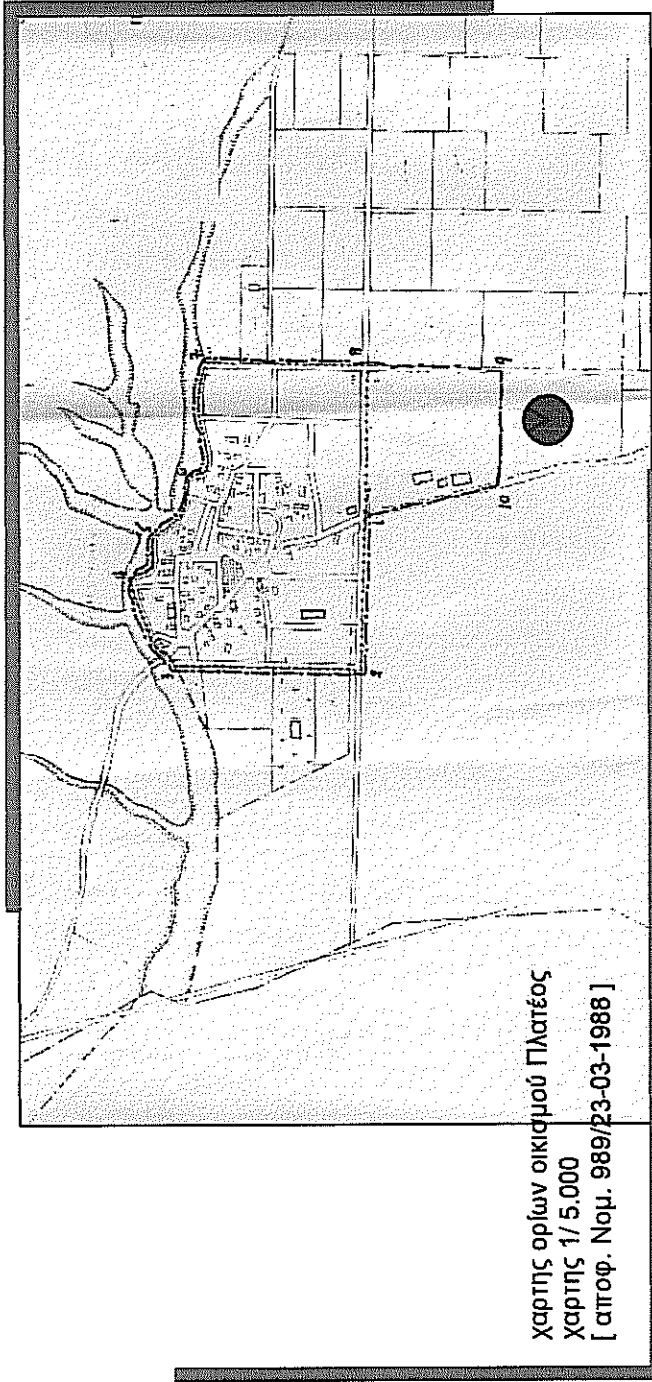 χαρτης ορίων οικισμού Πλατέος
χαρτης 1/ 5.000
[ αποφ. Νομ. 989/23-03-1988 ]